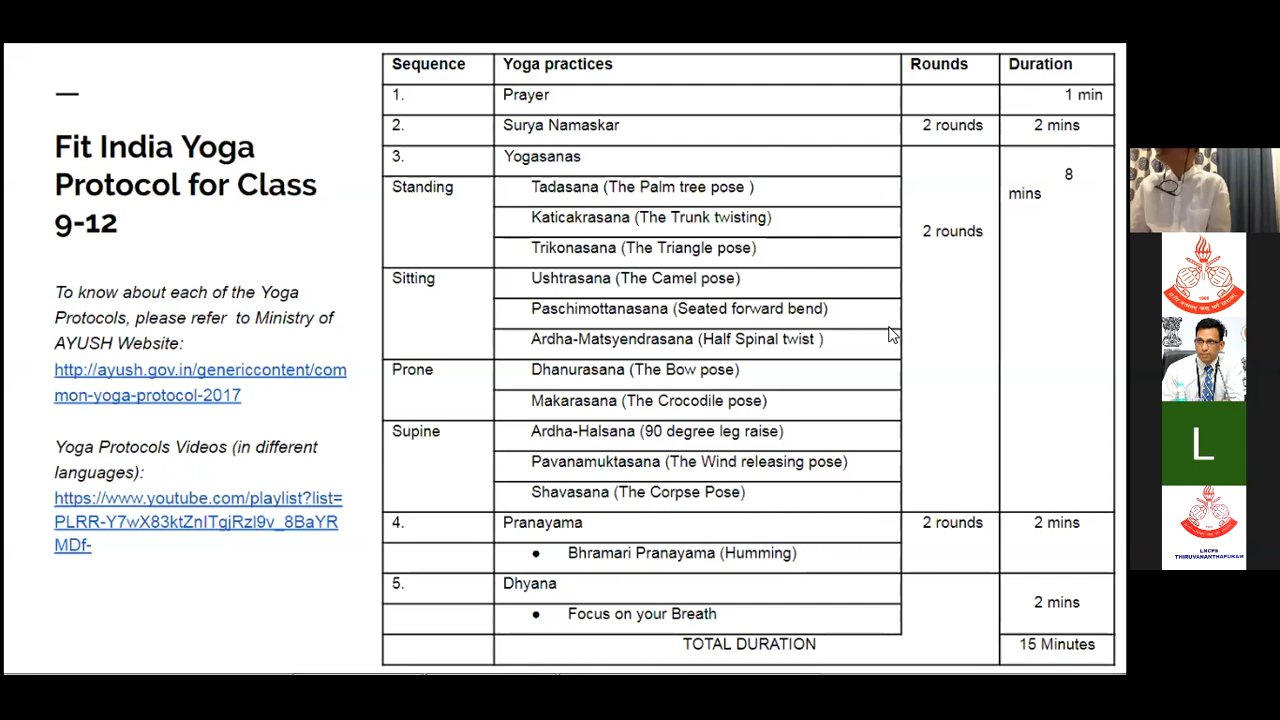 Fit India Yoga
Protocol for Class
9-12
To know about each of the Yoga
Protocols, please refer to Ministry of
AYUSH Website:
http://ayush.gov.in/genericcontent/com
mon-yoga-protocol-2017
Yoga Protocols Videos (in different
languages):
https://www.youtube.com/playlist?list=
PLRR-Y7wX83ktZnITgjRzl9v_8BaYR
MDf-
Sequence Yoga practices Rounds Duration
1. Prayer 1 min
2. Surya Namaskar 2 rounds 2 mins
3. Yogasanas 2 rounds 8 mins
Standing Tadasana (The Palm tree pose )
Katicakrasana (The Trunk twisting)
Trikonasana (The Triangle pose)
Sitting Ushtrasana (The Camel pose)
Paschimottanasana (Seated forward bend)
Ardha-Matsyendrasana (Half Spinal twist )
Prone Dhanurasana (The Bow pose)
Makarasana (The Crocodile pose)
Supine Ardha-Halsana (90 degree leg raise)
Pavanamuktasana (The Wind releasing pose)
Shavasana (The Corpse Pose)
4. Pranayama 2 rounds 2 mins
● Bhramari Pranayama (Humming)
5. Dhyana 2 mins
● Focus on your Breath
TOTAL DURATION 15 Minutes
1985
L
LNCPE
THIRUVANANTHAPURAM